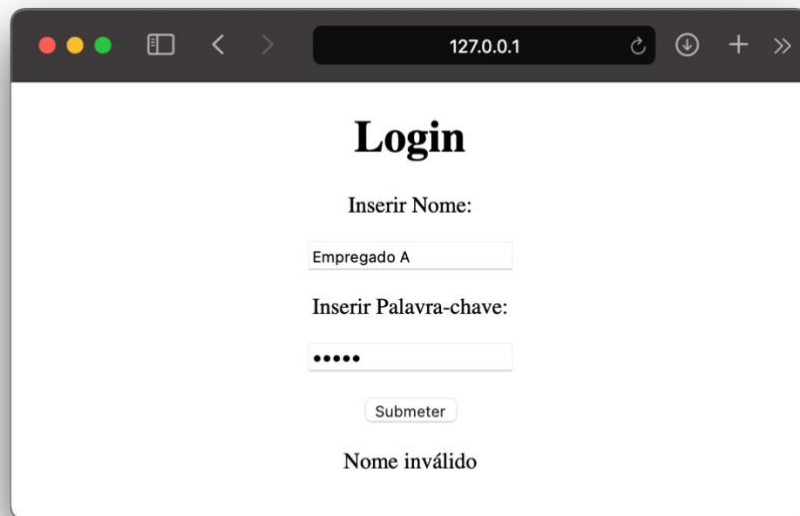 127.0.0.1
Login
Inserir Nome:
Empregado A
Inserir Palavra-chave:
•••••
Submeter
Nome inválido